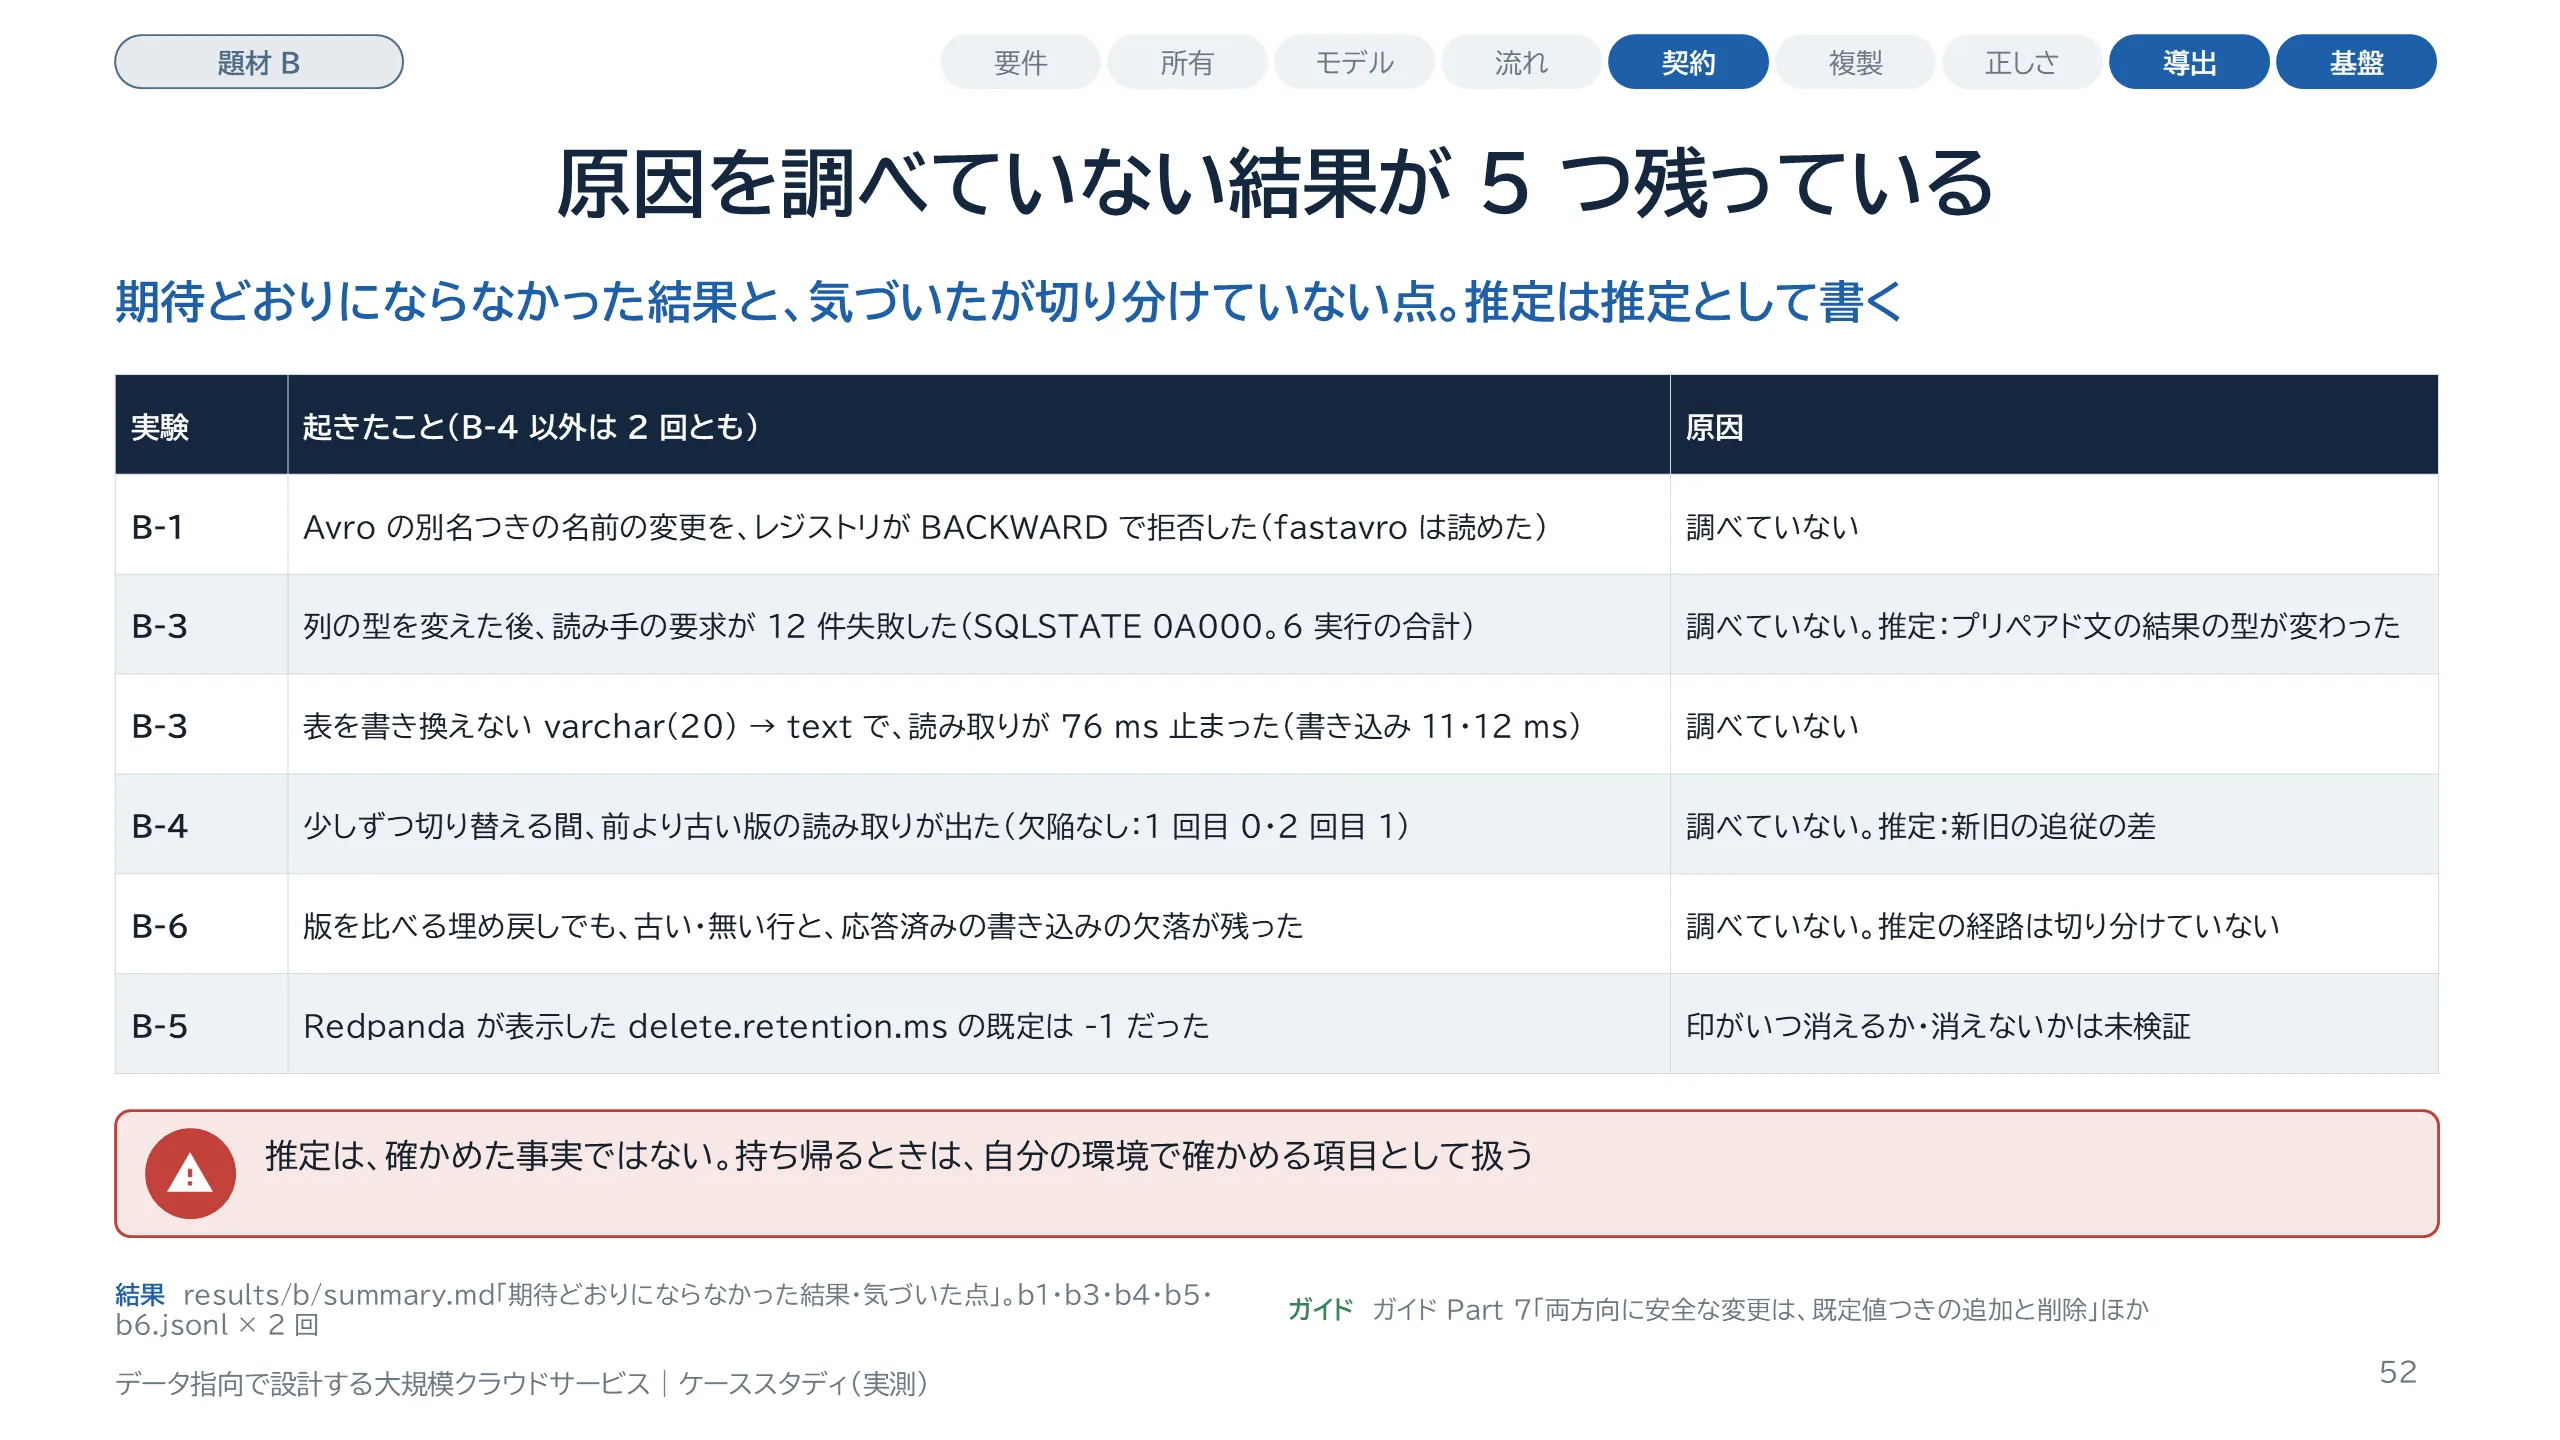 題材 B
要件 所有 モデル 流れ 契約 複製 正しさ 導出 基盤
原因を調べていない結果が 5 つ残っている
期待どおりにならなかった結果と、気づいたが切り分けていない点。推定は推定として書く
実験 起きたこと（B-4 以外は 2 回とも） 原因
B-1 Avro の別名つきの名前の変更を、レジストリが BACKWARD で拒否した（fastavro は読めた） 調べていない
B-3 列の型を変えた後、読み手の要求が 12 件失敗した（SQLSTATE 0A000。6 実行の合計） 調べていない。推定：プリペアド文の結果の型が変わった
B-3 表を書き換えない varchar(20) → text で、読み取りが 76 ms 止まった（書き込み 11・12 ms） 調べていない
B-4 少しずつ切り替える間、前より古い版の読み取りが出た（欠陥なし：1 回目 0・2 回目 1） 調べていない。推定：新旧の追従の差
B-6 版を比べる埋め戻しでも、古い・無い行と、応答済みの書き込みの欠落が残った 調べていない。推定の経路は切り分けていない
B-5 Redpanda が表示した delete.retention.ms の既定は -1 だった 印がいつ消えるか・消えないかは未検証
推定は、確かめた事実ではない。持ち帰るときは、自分の環境で確かめる項目として扱う
結果 results/b/summary.md「期待どおりにならなかった結果・気づいた点」。b1・b3・b4・b5・
b6.jsonl × 2 回
ガイド ガイド Part 7「両方向に安全な変更は、既定値つきの追加と削除」ほか
データ指向で設計する大規模クラウドサービス｜ケーススタディ（実測）
52